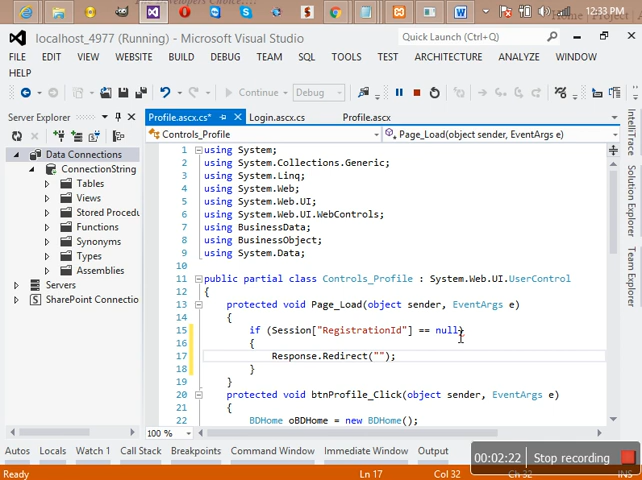 12:33 PM
Home
localhost_4977 (Running) - Microsoft Visual Studio
Quick Launch (Ctrl+Q)
FILE EDIT VIEW WEBSITE BUILD DEBUG TEAM SQL TOOLS TEST ARCHITECTURE ANALYZE WINDOW
HELP
Continue Debug
Server Explorer
Profile.ascx.cs* Login.ascx.cs Profile.ascx
Controls_Profile Page_Load(object sender, EventArgs e)
Data Connections
ConnectionString
Tables
Views
Stored Procedu
Functions
Synonyms
Types
Assemblies
Servers
SharePoint Connection
1 using System;
2 using System.Collections.Generic;
3 using System.Linq;
4 using System.Web;
5 using System.Web.UI;
6 using System.Web.UI.WebControls;
7 using BusinessData;
8 using BusinessObject;
9 using System.Data;
10
11 public partial class Controls_Profile : System.Web.UI.UserControl
12 {
13 protected void Page_Load(object sender, EventArgs e)
14 {
15 if (Session["RegistrationId"] == null)
16 {
17 Response.Redirect("");
18 }
19 }
20 protected void btnProfile_Click(object sender, EventArgs e)
21 {
22 BDHome oBDHome = new BDHome();
IntelliTrace
Solution Explorer
Team Explorer
100 %
Autos Locals Watch 1 Call Stack Breakpoints Command Window Immediate Window Output
00:02:22 Stop recording
Ready Ln 17 Col 32 Ch 32 INS